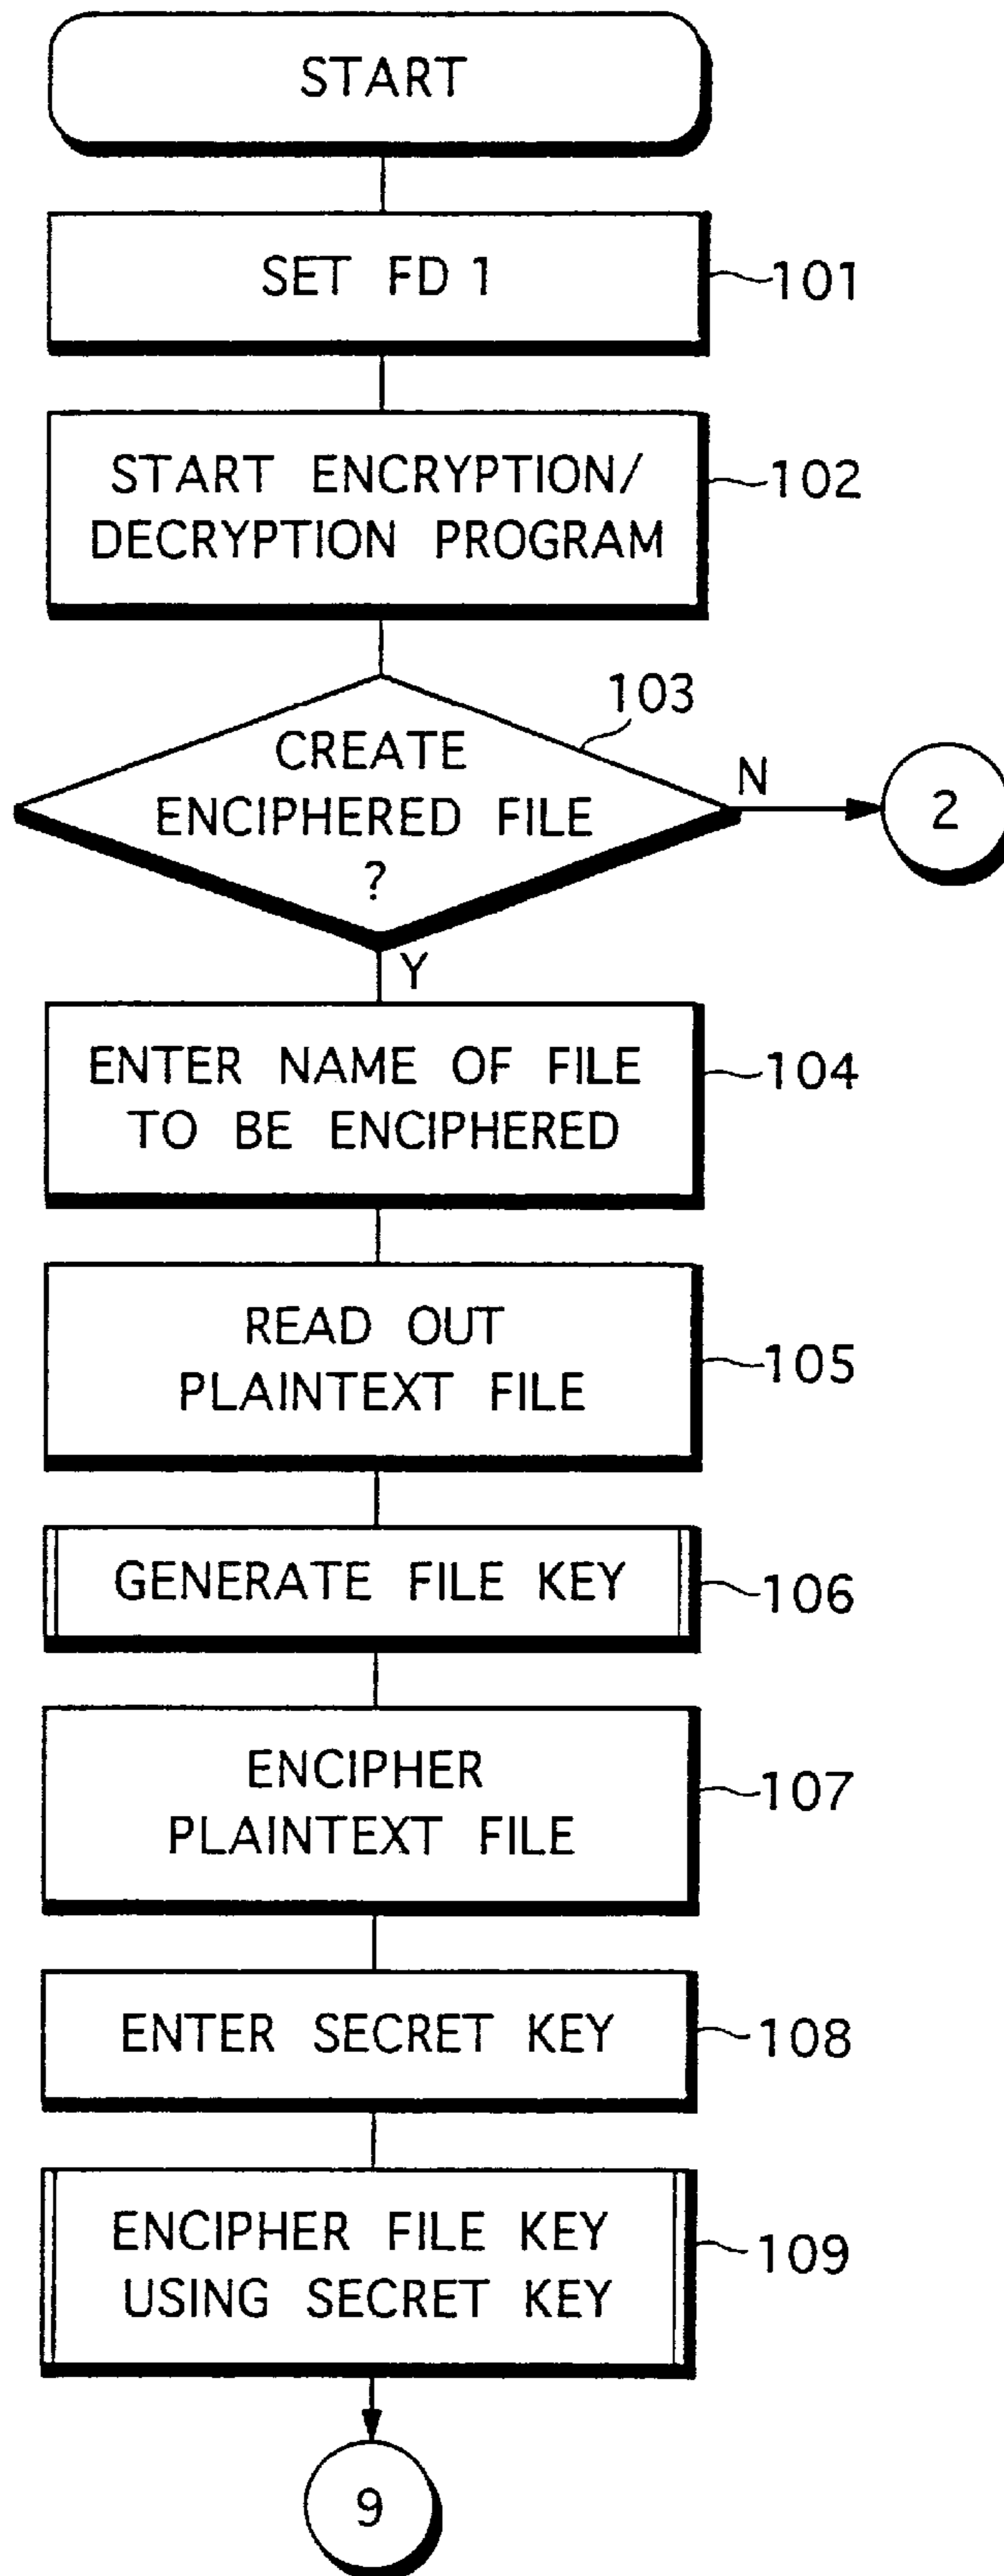 START
SET FD 1
101
START ENCRYPTION/
DECRYPTION PROGRAM
102
103
CREATE
ENCIPHERED FILE
?
N
2
Y
ENTER NAME OF FILE
TO BE ENCIPHERED
104
READ OUT
PLAINTEXT FILE
105
GENERATE FILE KEY
106
ENCIPHER
PLAINTEXT FILE
107
ENTER SECRET KEY
108
ENCIPHER FILE KEY
USING SECRET KEY
109
9